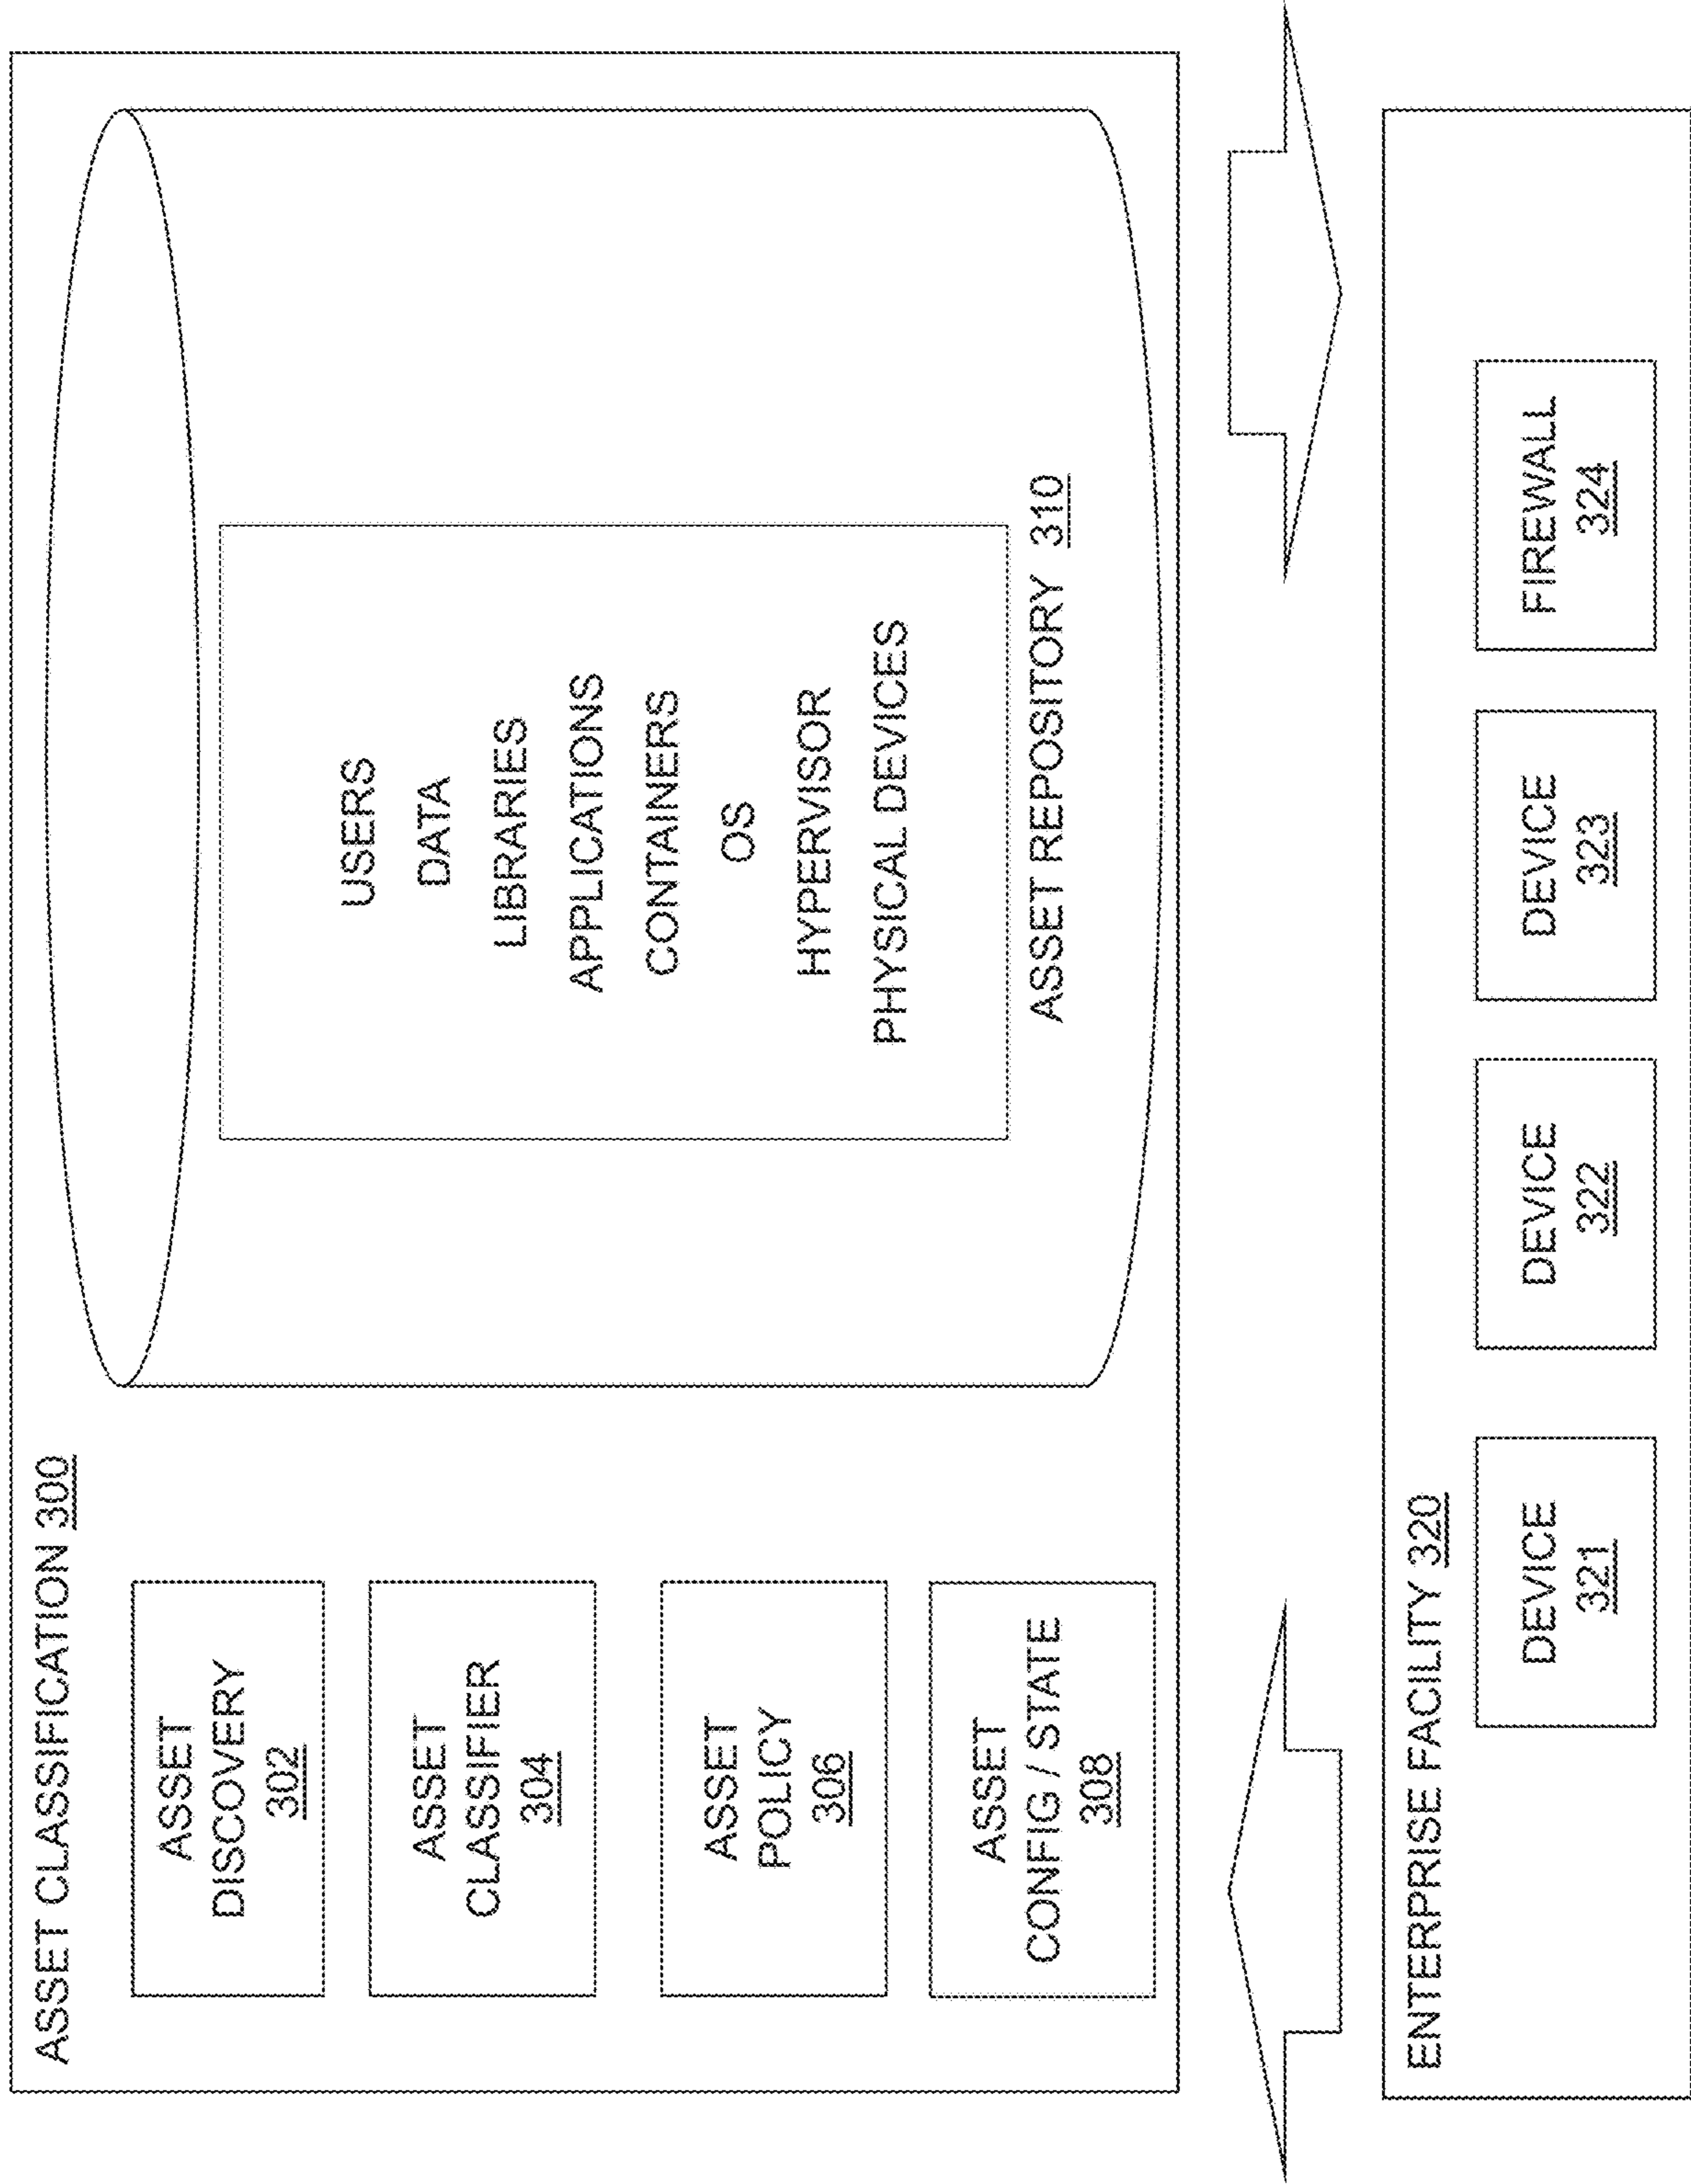 ASSET CLASSIFICATION 300
ASSET
DISCOVERY
302
ASSET
CLASSIFIER
304
ASSET
POLICY
306
ASSET
CONFIG / STATE
308
USERS
DATA
LIBRARIES
APPLICATIONS
CONTAINERS
OS
HYPERVISOR
PHYSICAL DEVICES
ASSET REPOSITORY 310
ENTERPRISE FACILITY 320
DEVICE
321
DEVICE
322
DEVICE
323
FIREWALL
324